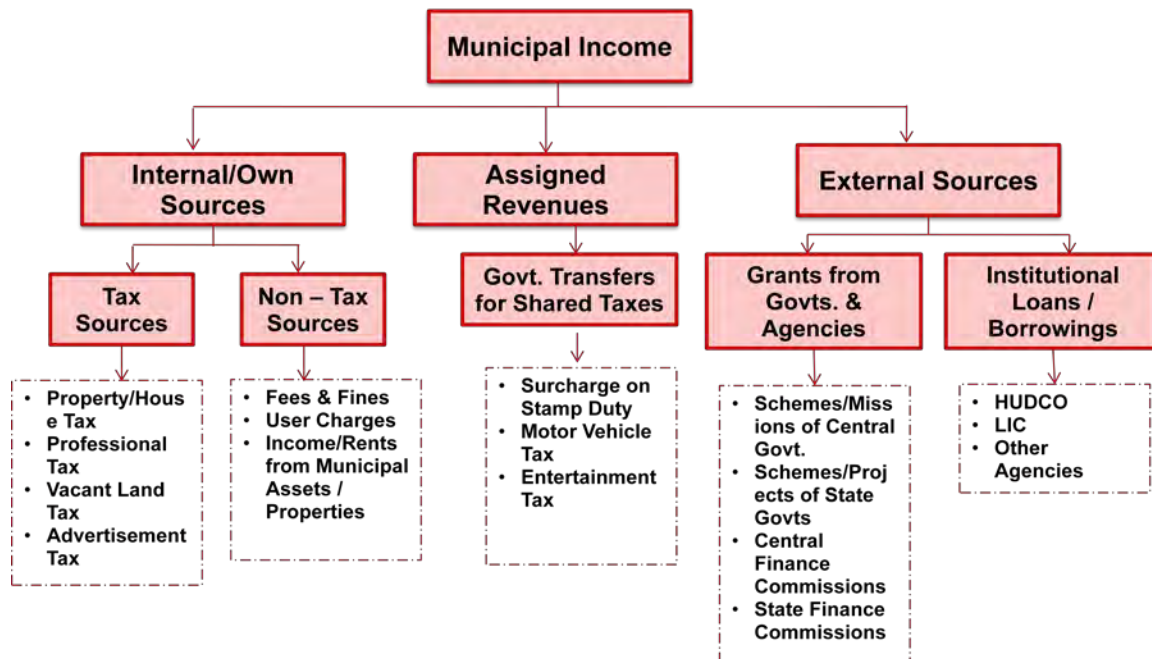 Municipal Income
Internal/Own
Sources
Assigned
Revenues
External Sources
Tax
Sources
Non – Tax
Sources
Govt. Transfers
for Shared Taxes
Grants from
Govts. &
Agencies
Institutional
Loans /
Borrowings
• Property/Hous
e Tax
• Professional
Tax
• Vacant Land
Tax
• Advertisement
Tax
• Fees & Fines
• User Charges
• Income/Rents
from Municipal
Assets /
Properties
• Surcharge on
Stamp Duty
• Motor Vehicle
Tax
• Entertainment
Tax
• Schemes/Miss
ions of Central
Govt.
• Schemes/Proj
ects of State
Govts
• Central
Finance
Commissions
• State Finance
Commissions
• HUDCO
• LIC
• Other
Agencies